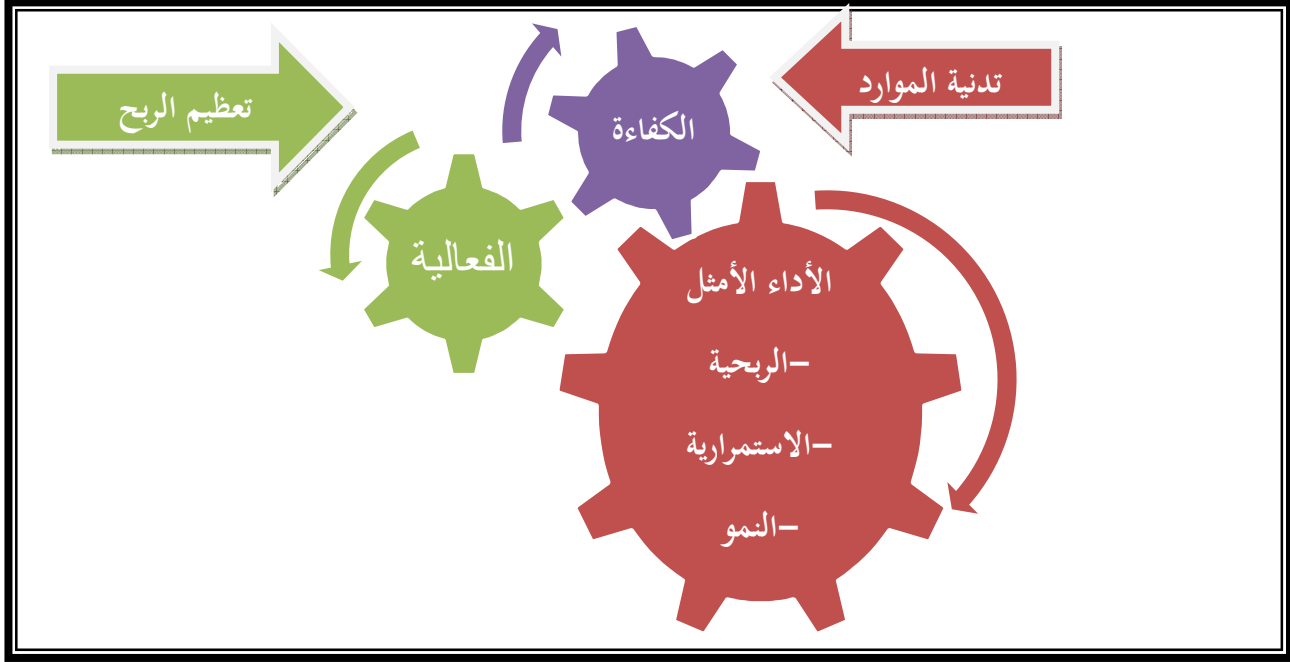 تدنية الموارد
تعظيم الربح
الكفاءة
الفعالية
الأداء الأمثل
–الربحية
–الاستمرارية
–النمو